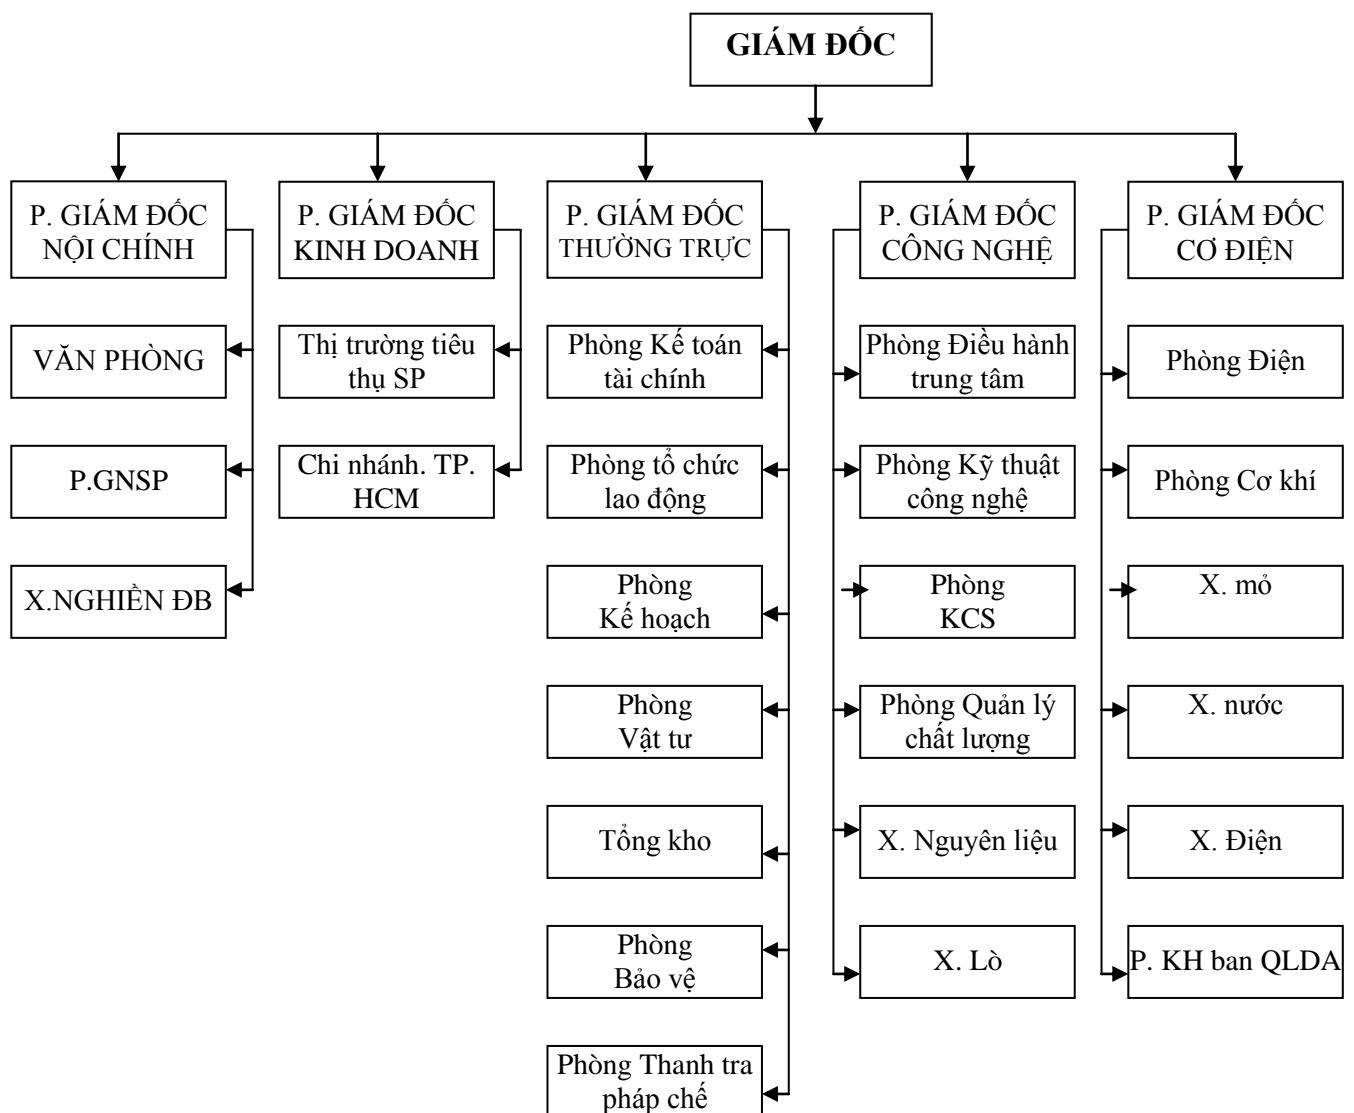 GIÁM ĐỐC
P. GIÁM ĐỐC
NỘI CHÍNH
P. GIÁM ĐỐC
KINH DOANH
P. GIÁM ĐỐC
THƯỜNG TRỰC
P. GIÁM ĐỐC
CÔNG NGHỆ
P. GIÁM ĐỐC
CƠ ĐIỆN
VĂN PHÒNG
Thị trường tiêu
thụ SP
Phòng Kế toán
tài chính
Phòng Điều hành
trung tâm
Phòng Điện
P.GNSP
Chi nhánh. TP.
HCM
Phòng tổ chức
lao động
Phòng Kỹ thuật
công nghệ
Phòng Cơ khí
X.NGHIỀN ĐB
Phòng
Kế hoạch
Phòng
KCS
X. mỏ
Phòng
Vật tư
Phòng Quản lý
chất lượng
X. nước
Tổng kho
X. Nguyên liệu
X. Điện
Phòng
Bảo vệ
X. Lò
P. KH ban QLDA
Phòng Thanh tra
pháp chế